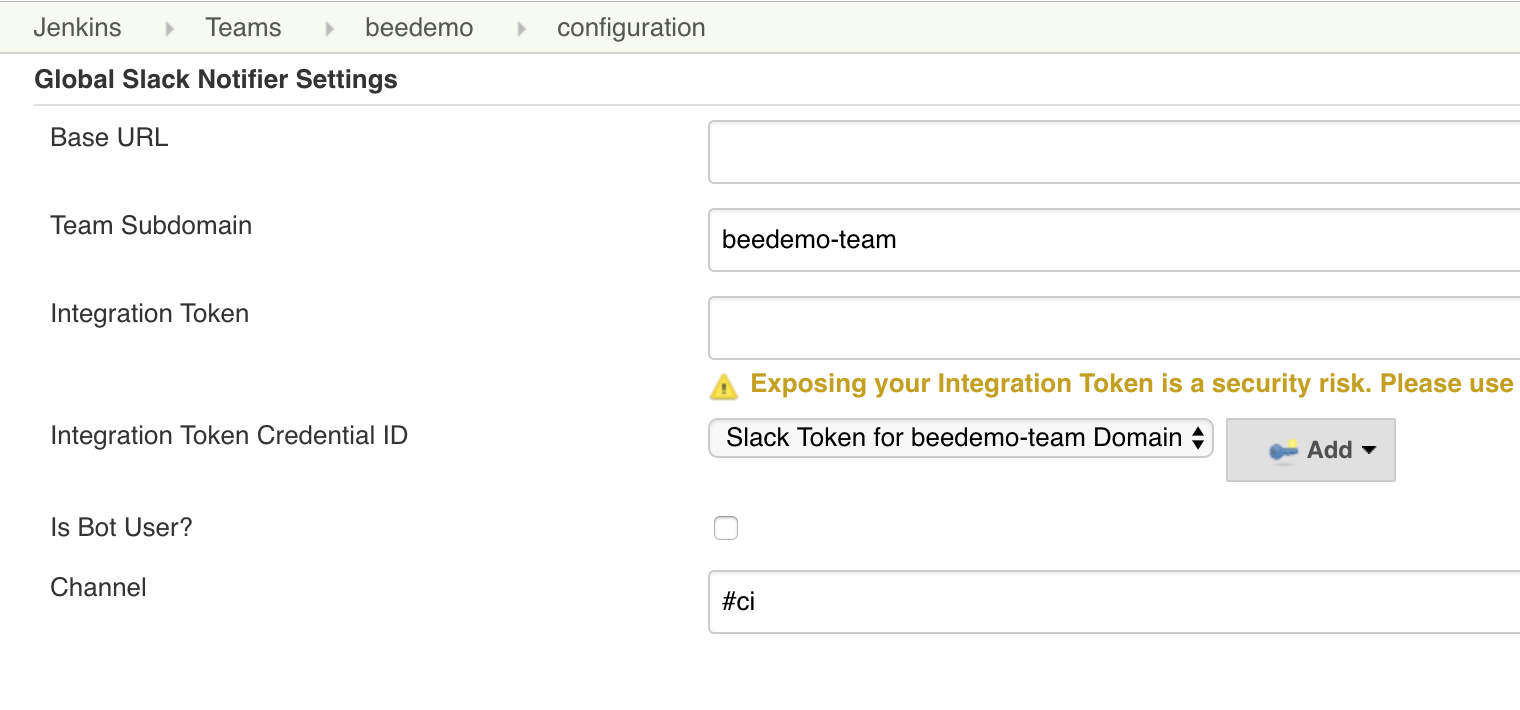 Jenkins Teams beedemo configuration
Global Slack Notifier Settings
Base URL
Team Subdomain beedemo-team
Integration Token
Exposing your Integration Token is a security risk. Please use
Integration Token Credential ID Slack Token for beedemo-team Domain Add
Is Bot User?
Channel #ci